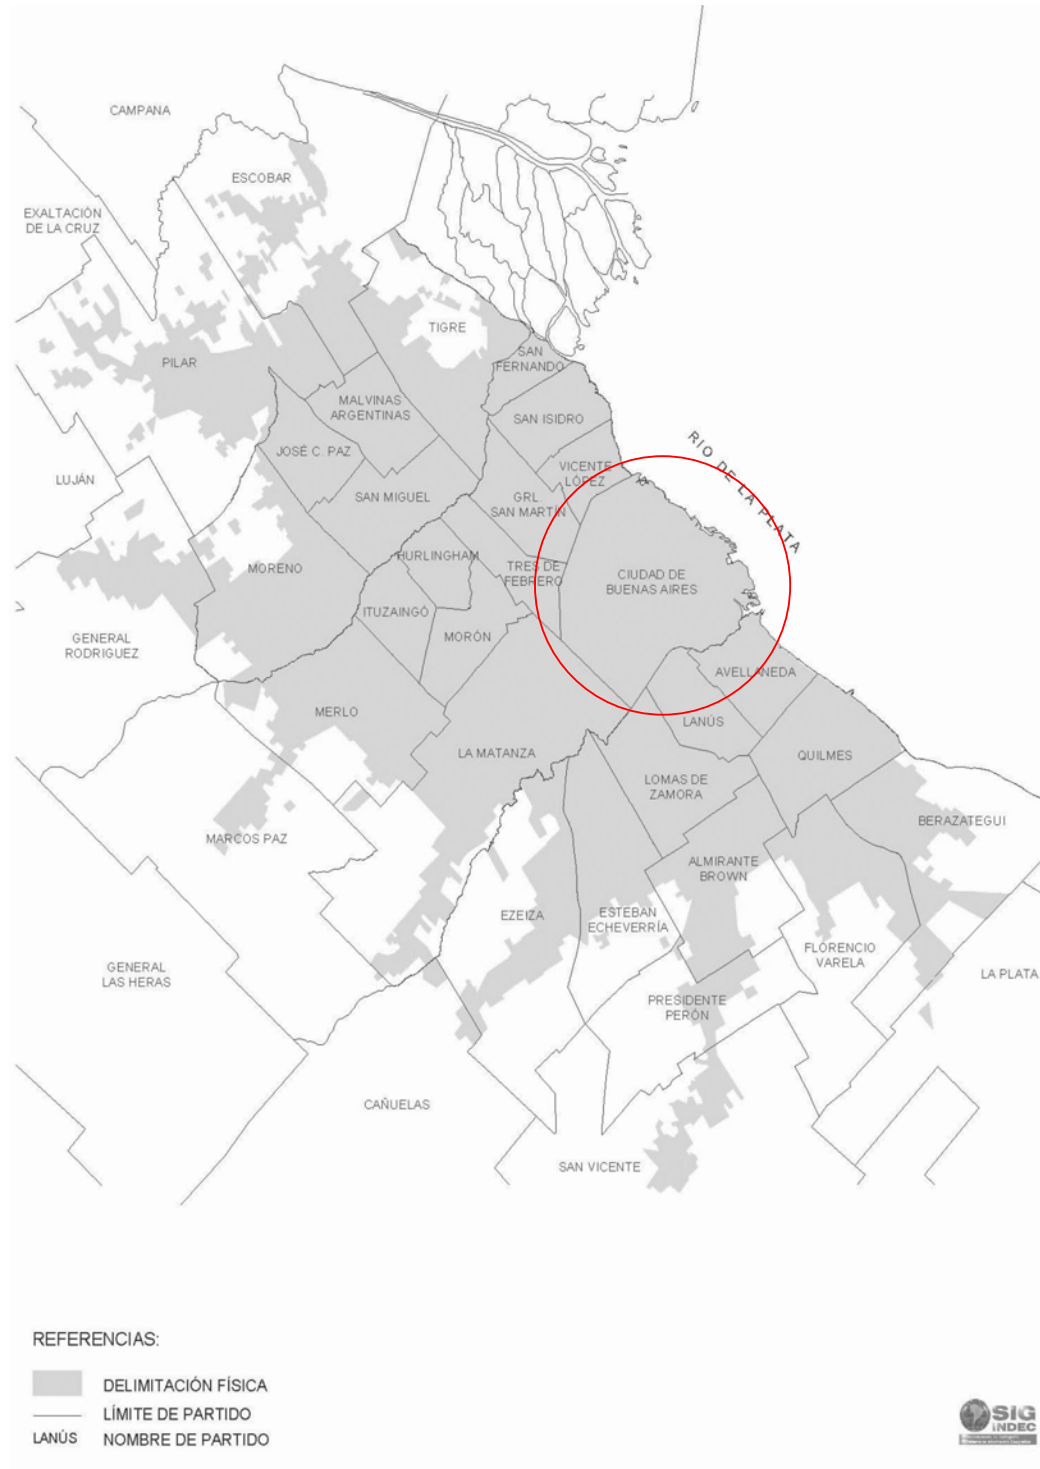 CAMPANA
ESCOBAR
EXALTACIÓN
DE LA CRUZ
TIGRE
SAN
FERNANDO
PILAR
MALVINAS
ARGENTINAS
SAN ISIDRO
RIO DE LA PLATA
JOSÉ C. PAZ
VICENTE
LÓPEZ
LUJÁN
SAN MIGUEL
GRL
SAN MARTÍN
HURLINGHAM
MORENO
TRES DE
FEBRERO
CIUDAD DE
BUENAS AIRES
ITUZAINGÓ
GENERAL
RODRIGUEZ
MORÓN
AVELLANEDA
MERLO
LANÚS
LA MATANZA
QUILMES
LOMAS DE
ZAMORA
BERAZATEGUI
MARCOS PAZ
ALMIRANTE
BROWN
EZEIZA
ESTEBAN
ECHEVERRÍA
FLORENCIO
VARELA
GENERAL
LAS HERAS
LA PLATA
PRESIDENTE
PERÓN
CAÑUELAS
SAN VICENTE
REFERENCIAS:
DELIMITACIÓN FÍSICA
LÍMITE DE PARTIDO
LANÚS NOMBRE DE PARTIDO
SIG
INDEC